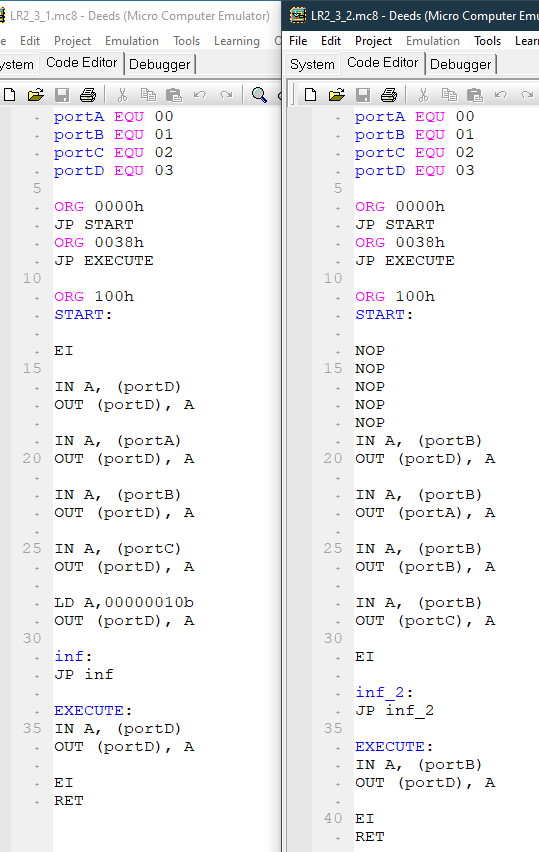 LR2_3_1.mc8 - Deeds (Micro Computer Emulator)
Edit Project Emulation Tools Learning
ystem Code Editor Debugger
portA EQU 00
portB EQU 01
portC EQU 02
portD EQU 03
5
ORG 0000h
JP START
ORG 0038h
JP EXECUTE
10
ORG 100h
START:
EI
15
IN A, (portD)
OUT (portD), A
IN A, (portA)
20 OUT (portD), A
IN A, (portB)
OUT (portD), A
25 IN A, (portC)
OUT (portD), A
LD A,00000010b
OUT (portD), A
30
inf:
JP inf
EXECUTE:
35 IN A, (portD)
OUT (portD), A
EI
RET
LR2_3_2.mc8 - Deeds (Micro Computer Emu
File Edit Project Emulation Tools Lear
System Code Editor Debugger
portA EQU 00
portB EQU 01
portC EQU 02
portD EQU 03
5
ORG 0000h
JP START
ORG 0038h
JP EXECUTE
10
ORG 100h
START:
NOP
15 NOP
NOP
NOP
NOP
IN A, (portB)
20 OUT (portD), A
IN A, (portB)
OUT (portA), A
25 IN A, (portB)
OUT (portB), A
IN A, (portB)
OUT (portC), A
30
EI
inf_2:
JP inf_2
35
EXECUTE:
IN A, (portB)
OUT (portD), A
40 EI
RET